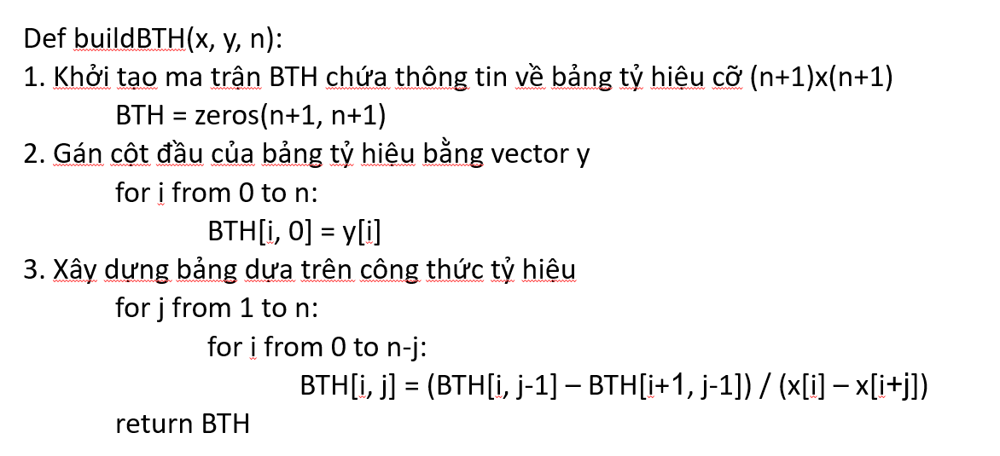 Def buildBTH(x, y, n):
1. Khởi tạo ma trận BTH chứa thông tin về bảng tỷ hiệu cỡ (n+1)x(n+1)
BTH = zeros(n+1, n+1)
2. Gán cột đầu của bảng tỷ hiệu bằng vector y
for i from 0 to n:
BTH[i, 0] = y[i]
3. Xây dựng bảng dựa trên công thức tỷ hiệu
for j from 1 to n:
for i from 0 to n-j:
BTH[i, j] = (BTH[i, j-1] – BTH[i+1, j-1]) / (x[i] – x[i+j])
return BTH